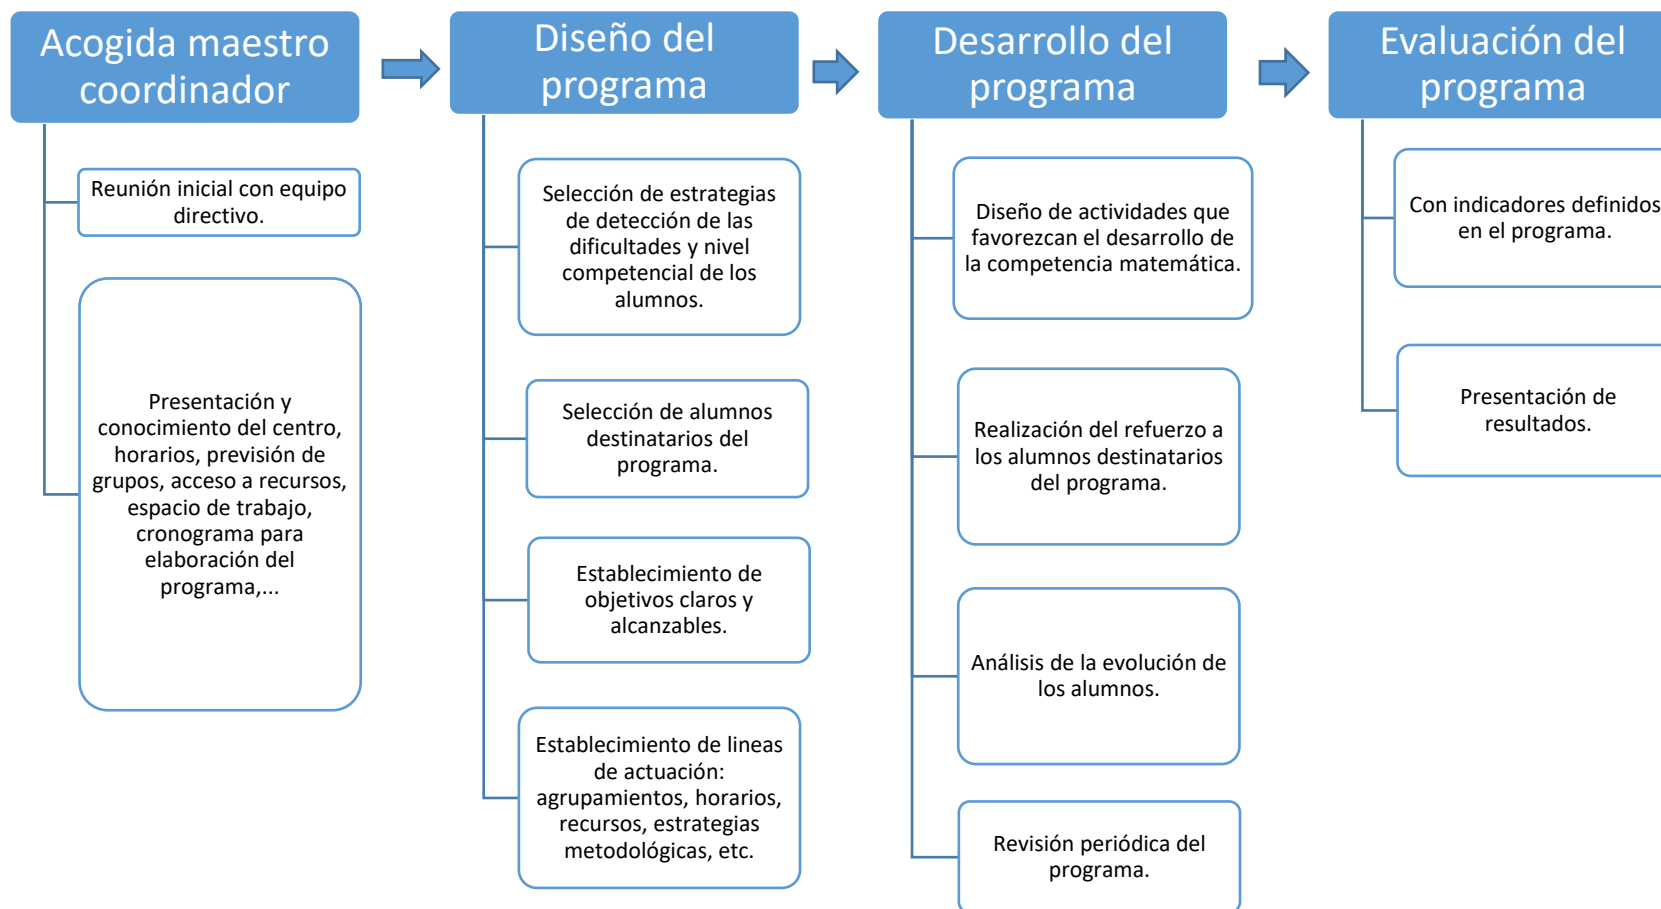 Acogida maestro
coordinador
Reunión inicial con equipo
directivo.
Presentación y
conocimiento del centro,
horarios, previsión de
grupos, acceso a recursos,
espacio de trabajo,
cronograma para
elaboración del
programa,...
Diseño del
programa
Selección de estrategias
de detección de las
dificultades y nivel
competencial de los
alumnos.
Selección de alumnos
destinatarios del
programa.
Establecimiento de
objetivos claros y
alcanzables.
Establecimiento de lineas
de actuación:
agrupamientos, horarios,
recursos, estrategias
metodológicas, etc.
Desarrollo del
programa
Diseño de actividades que
favorezcan el desarrollo de
la competencia matemática.
Realización del refuerzo a
los alumnos destinatarios
del programa.
Análisis de la evolución de
los alumnos.
Revisión periódica del
programa.
Evaluación del
programa
Con indicadores definidos
en el programa.
Presentación de
resultados.